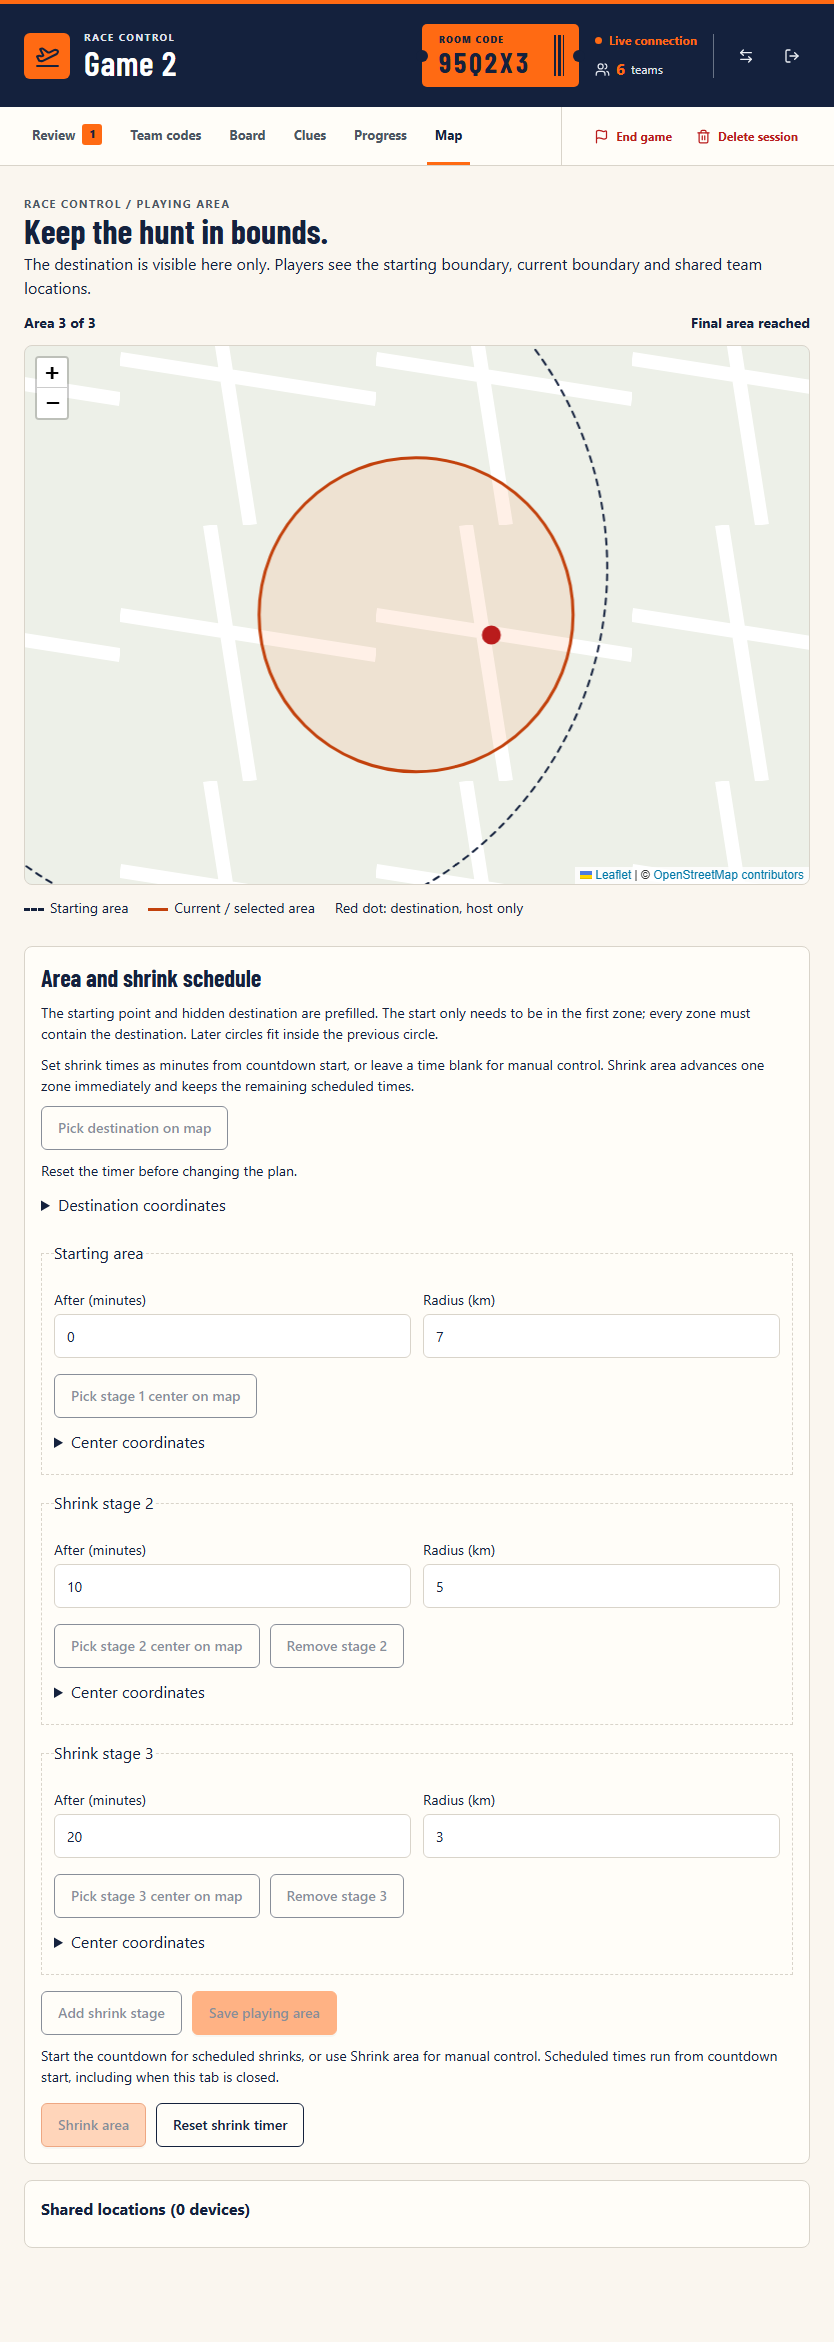 RACE CONTROL
Game 2
ROOM CODE
95Q2X3
Live connection
6 teams
Review 1
Team codes
Board
Clues
Progress
Map
End game
Delete session
RACE CONTROL / PLAYING AREA
Keep the hunt in bounds.
The destination is visible here only. Players see the starting boundary, current boundary and shared team
locations.
Area 3 of 3
Final area reached
+
−
Leaflet | © OpenStreetMap contributors
Starting area
Current / selected area
Red dot: destination, host only
Area and shrink schedule
The starting point and hidden destination are prefilled. The start only needs to be in the first zone; every zone must
contain the destination. Later circles fit inside the previous circle.
Set shrink times as minutes from countdown start, or leave a time blank for manual control. Shrink area advances one
zone immediately and keeps the remaining scheduled times.
Pick destination on map
Reset the timer before changing the plan.
Destination coordinates
Starting area
After (minutes)
Radius (km)
0
7
Pick stage 1 center on map
Center coordinates
Shrink stage 2
After (minutes)
Radius (km)
10
5
Pick stage 2 center on map
Remove stage 2
Center coordinates
Shrink stage 3
After (minutes)
Radius (km)
20
3
Pick stage 3 center on map
Remove stage 3
Center coordinates
Add shrink stage
Save playing area
Start the countdown for scheduled shrinks, or use Shrink area for manual control. Scheduled times run from countdown
start, including when this tab is closed.
Shrink area
Reset shrink timer
Shared locations (0 devices)